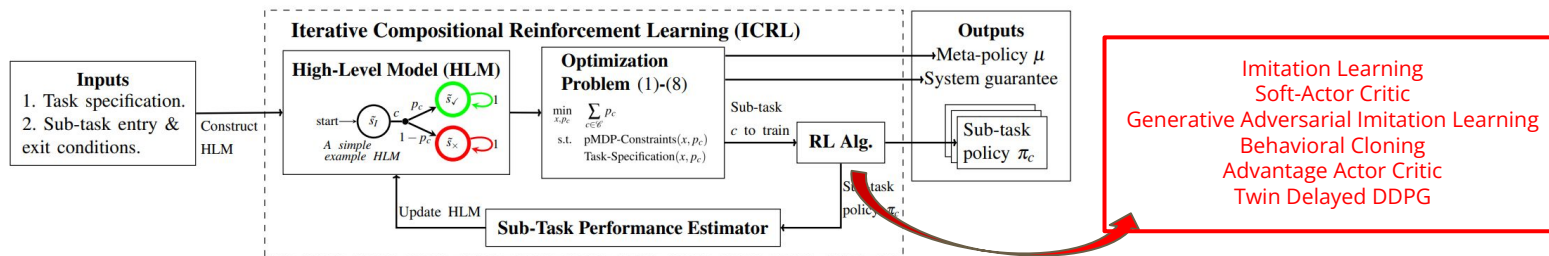 Iterative Compositional Reinforcement Learning (ICRL)
Inputs
1. Task specification.
2. Sub-task entry &
exit conditions.
Construct
HLM
High-Level Model (HLM)
start
s̃_I
c
p_c
1−p_c
s̃_✓
1
s̃_×
1
A simple
example HLM
Optimization
Problem (1)-(8)
min_{x,p_c} ∑_{c∈𝒞} p_c
s.t. pMDP-Constraints(x, p_c)
Task-Specification(x, p_c)
Sub-task
c to train
RL Alg.
Sub-task
policy π_c
Update HLM
Sub-Task Performance Estimator
Outputs
Meta-policy μ
System guarantee
Sub-task
policy π_c
Imitation Learning
Soft-Actor Critic
Generative Adversarial Imitation Learning
Behavioral Cloning
Advantage Actor Critic
Twin Delayed DDPG